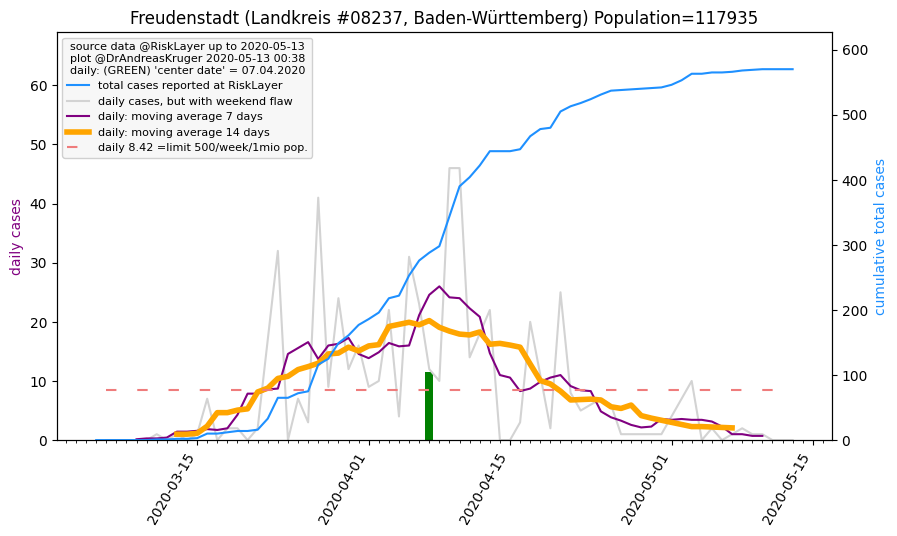 Freudenstadt (Landkreis #08237, Baden-Württemberg) Population=117935
source data @RiskLayer up to 2020-05-13
plot @DrAndreasKruger 2020-05-13 00:38
daily: (GREEN) 'center date' = 07.04.2020
total cases reported at RiskLayer
daily cases, but with weekend flaw
daily: moving average 7 days
daily: moving average 14 days
daily 8.42 =limit 500/week/1mio pop.
daily cases
60
50
40
30
20
10
0
cumulative total cases
600
500
400
300
200
100
0
2020-03-15
2020-04-01
2020-04-15
2020-05-01
2020-05-15